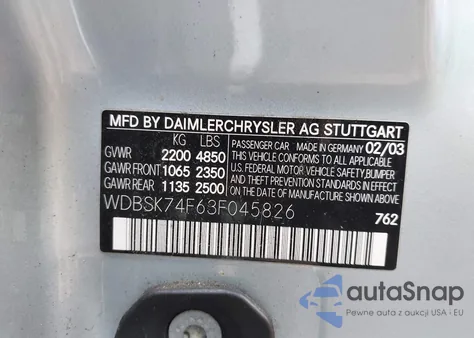 MFD BY DAIMLERCHRYSLER AG STUTTGART
KG LBS
GVWR 2200 4850
GAWR FRONT 1065 2350
GAWR REAR 1135 2500
PASSENGER CAR MADE IN GERMANY 02/03
THIS VEHICLE CONFORMS TO ALL APPLICABLE
U.S. FEDERAL MOTOR VEHICLE SAFETY,BUMPER
AND THEFT PREVENTION STANDARDS IN EFFECT
ON THE DATE OF MANUFACTURE SHOWN ABOVE
WDBSK74F63F045826
762
autoSnap
Pewne auta z aukcji USA i EU